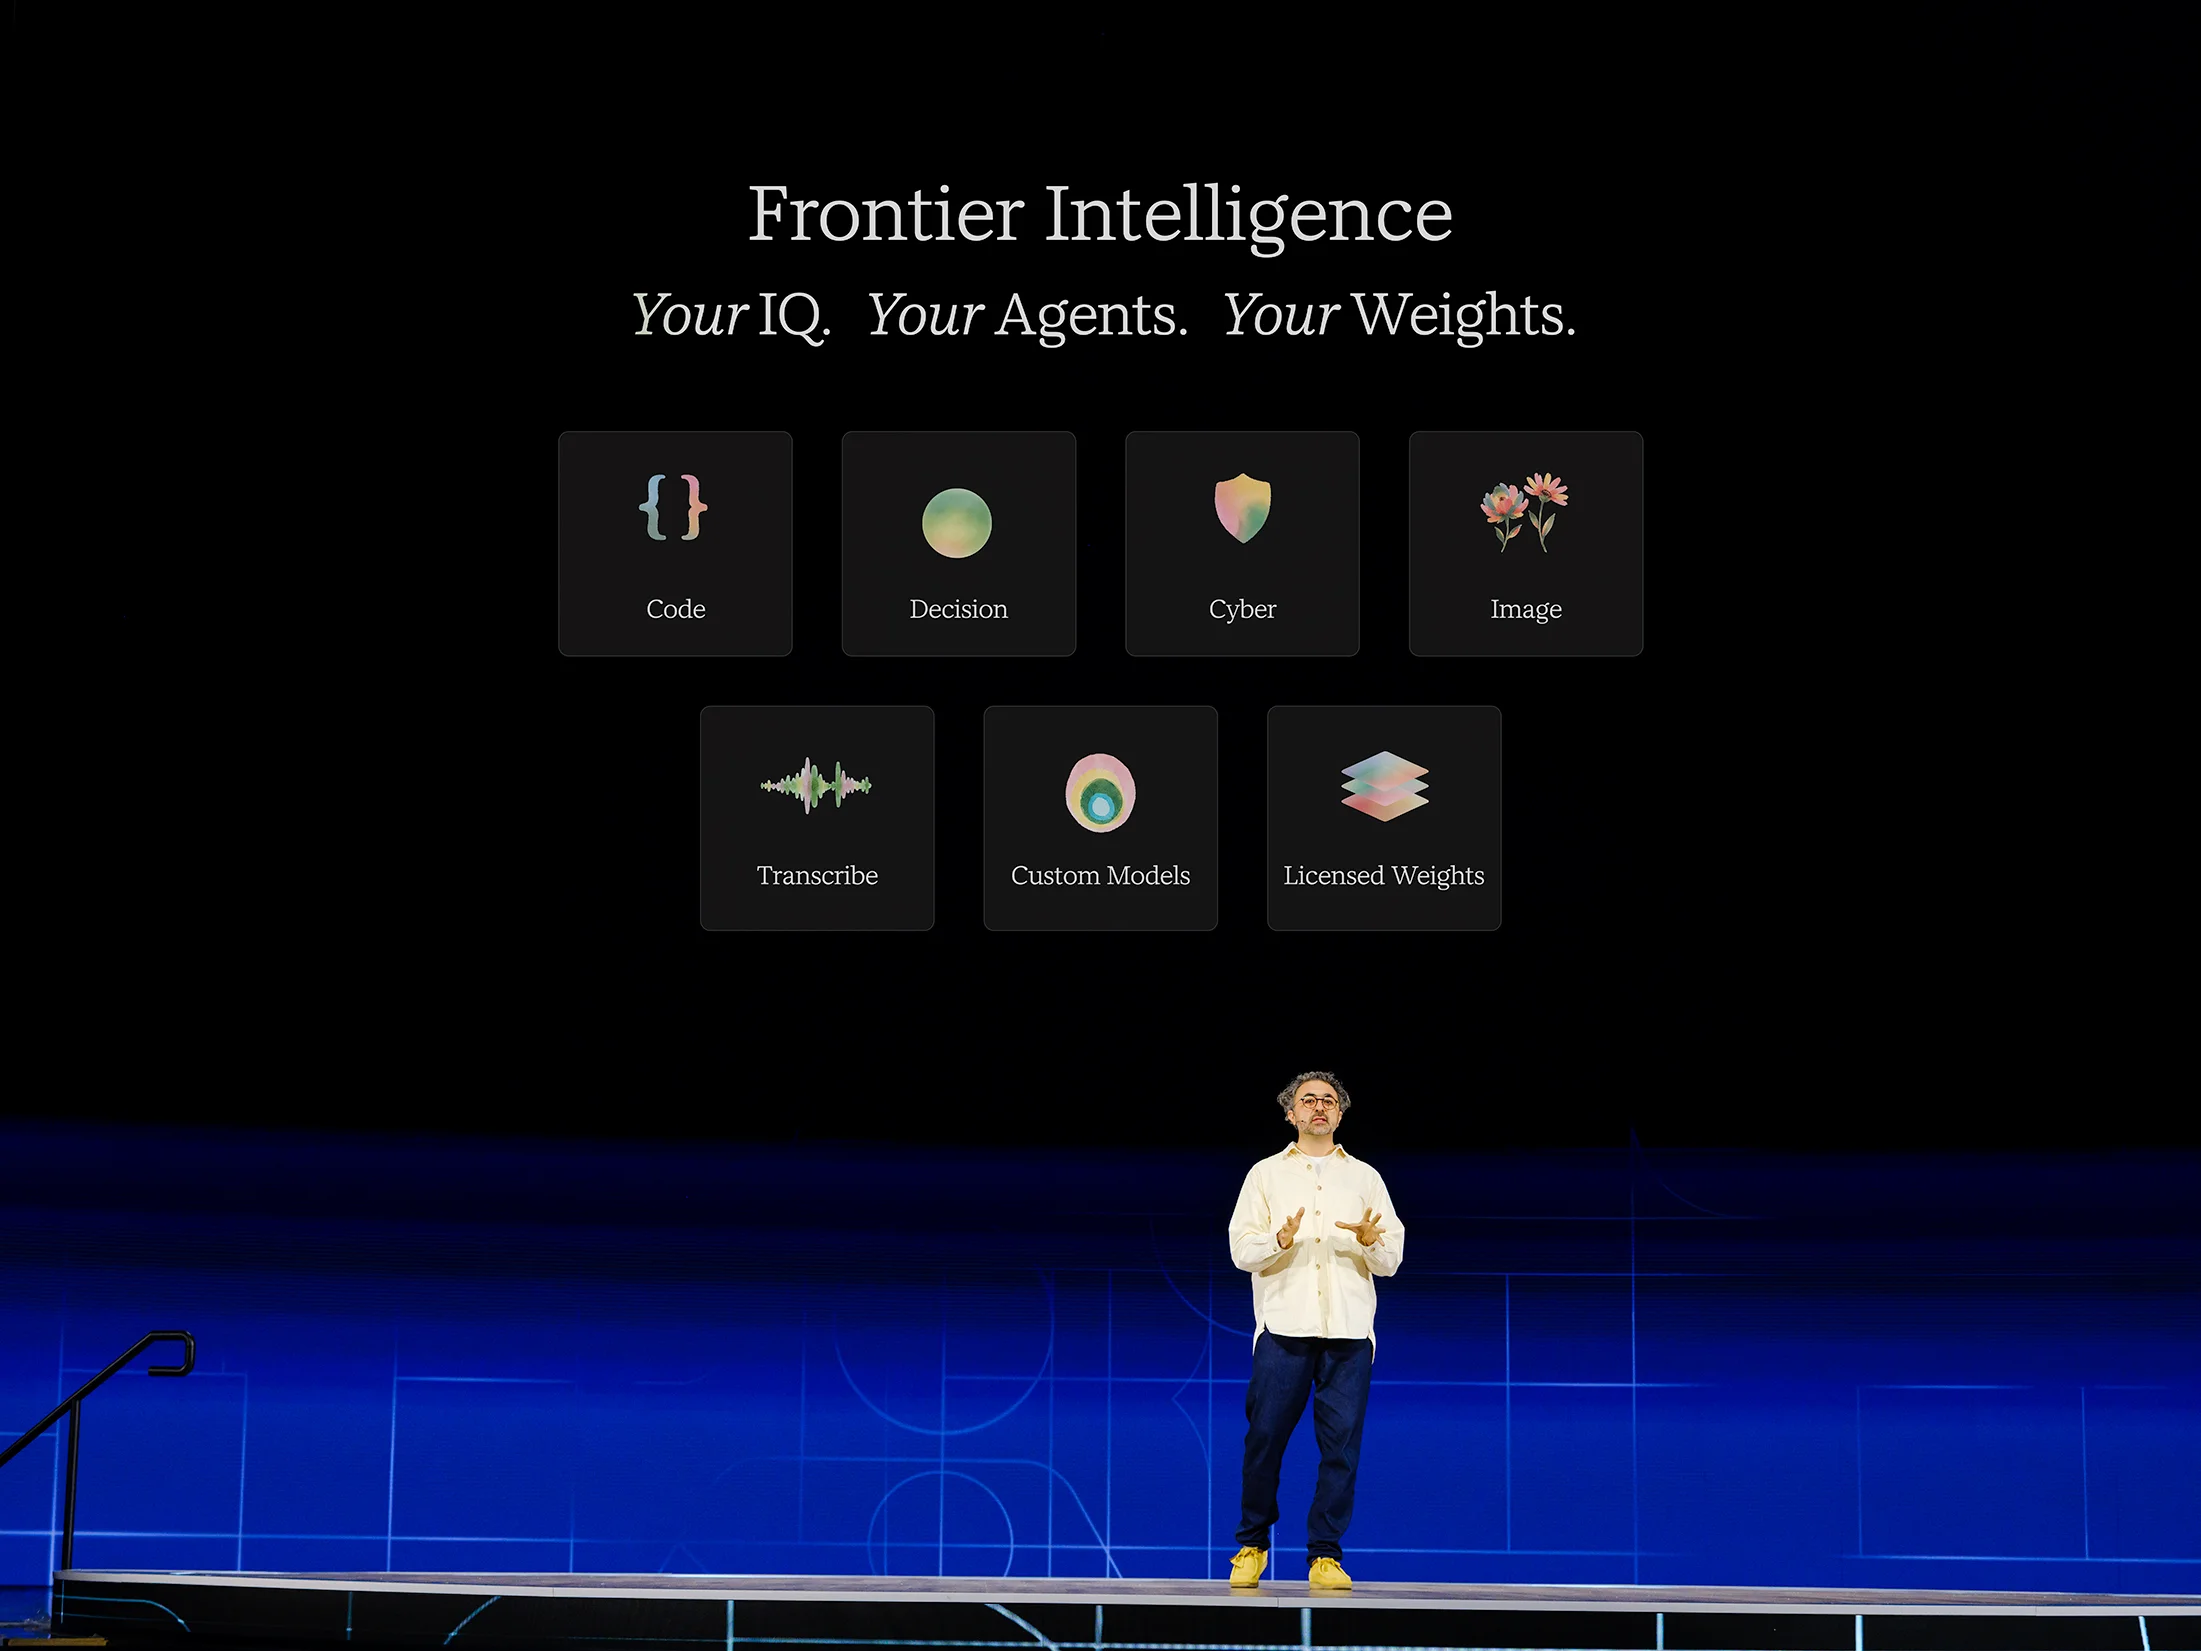 Frontier Intelligence
Your IQ. Your Agents. Your Weights.
Code
Decision
Cyber
Image
Transcribe
Custom Models
Licensed Weights